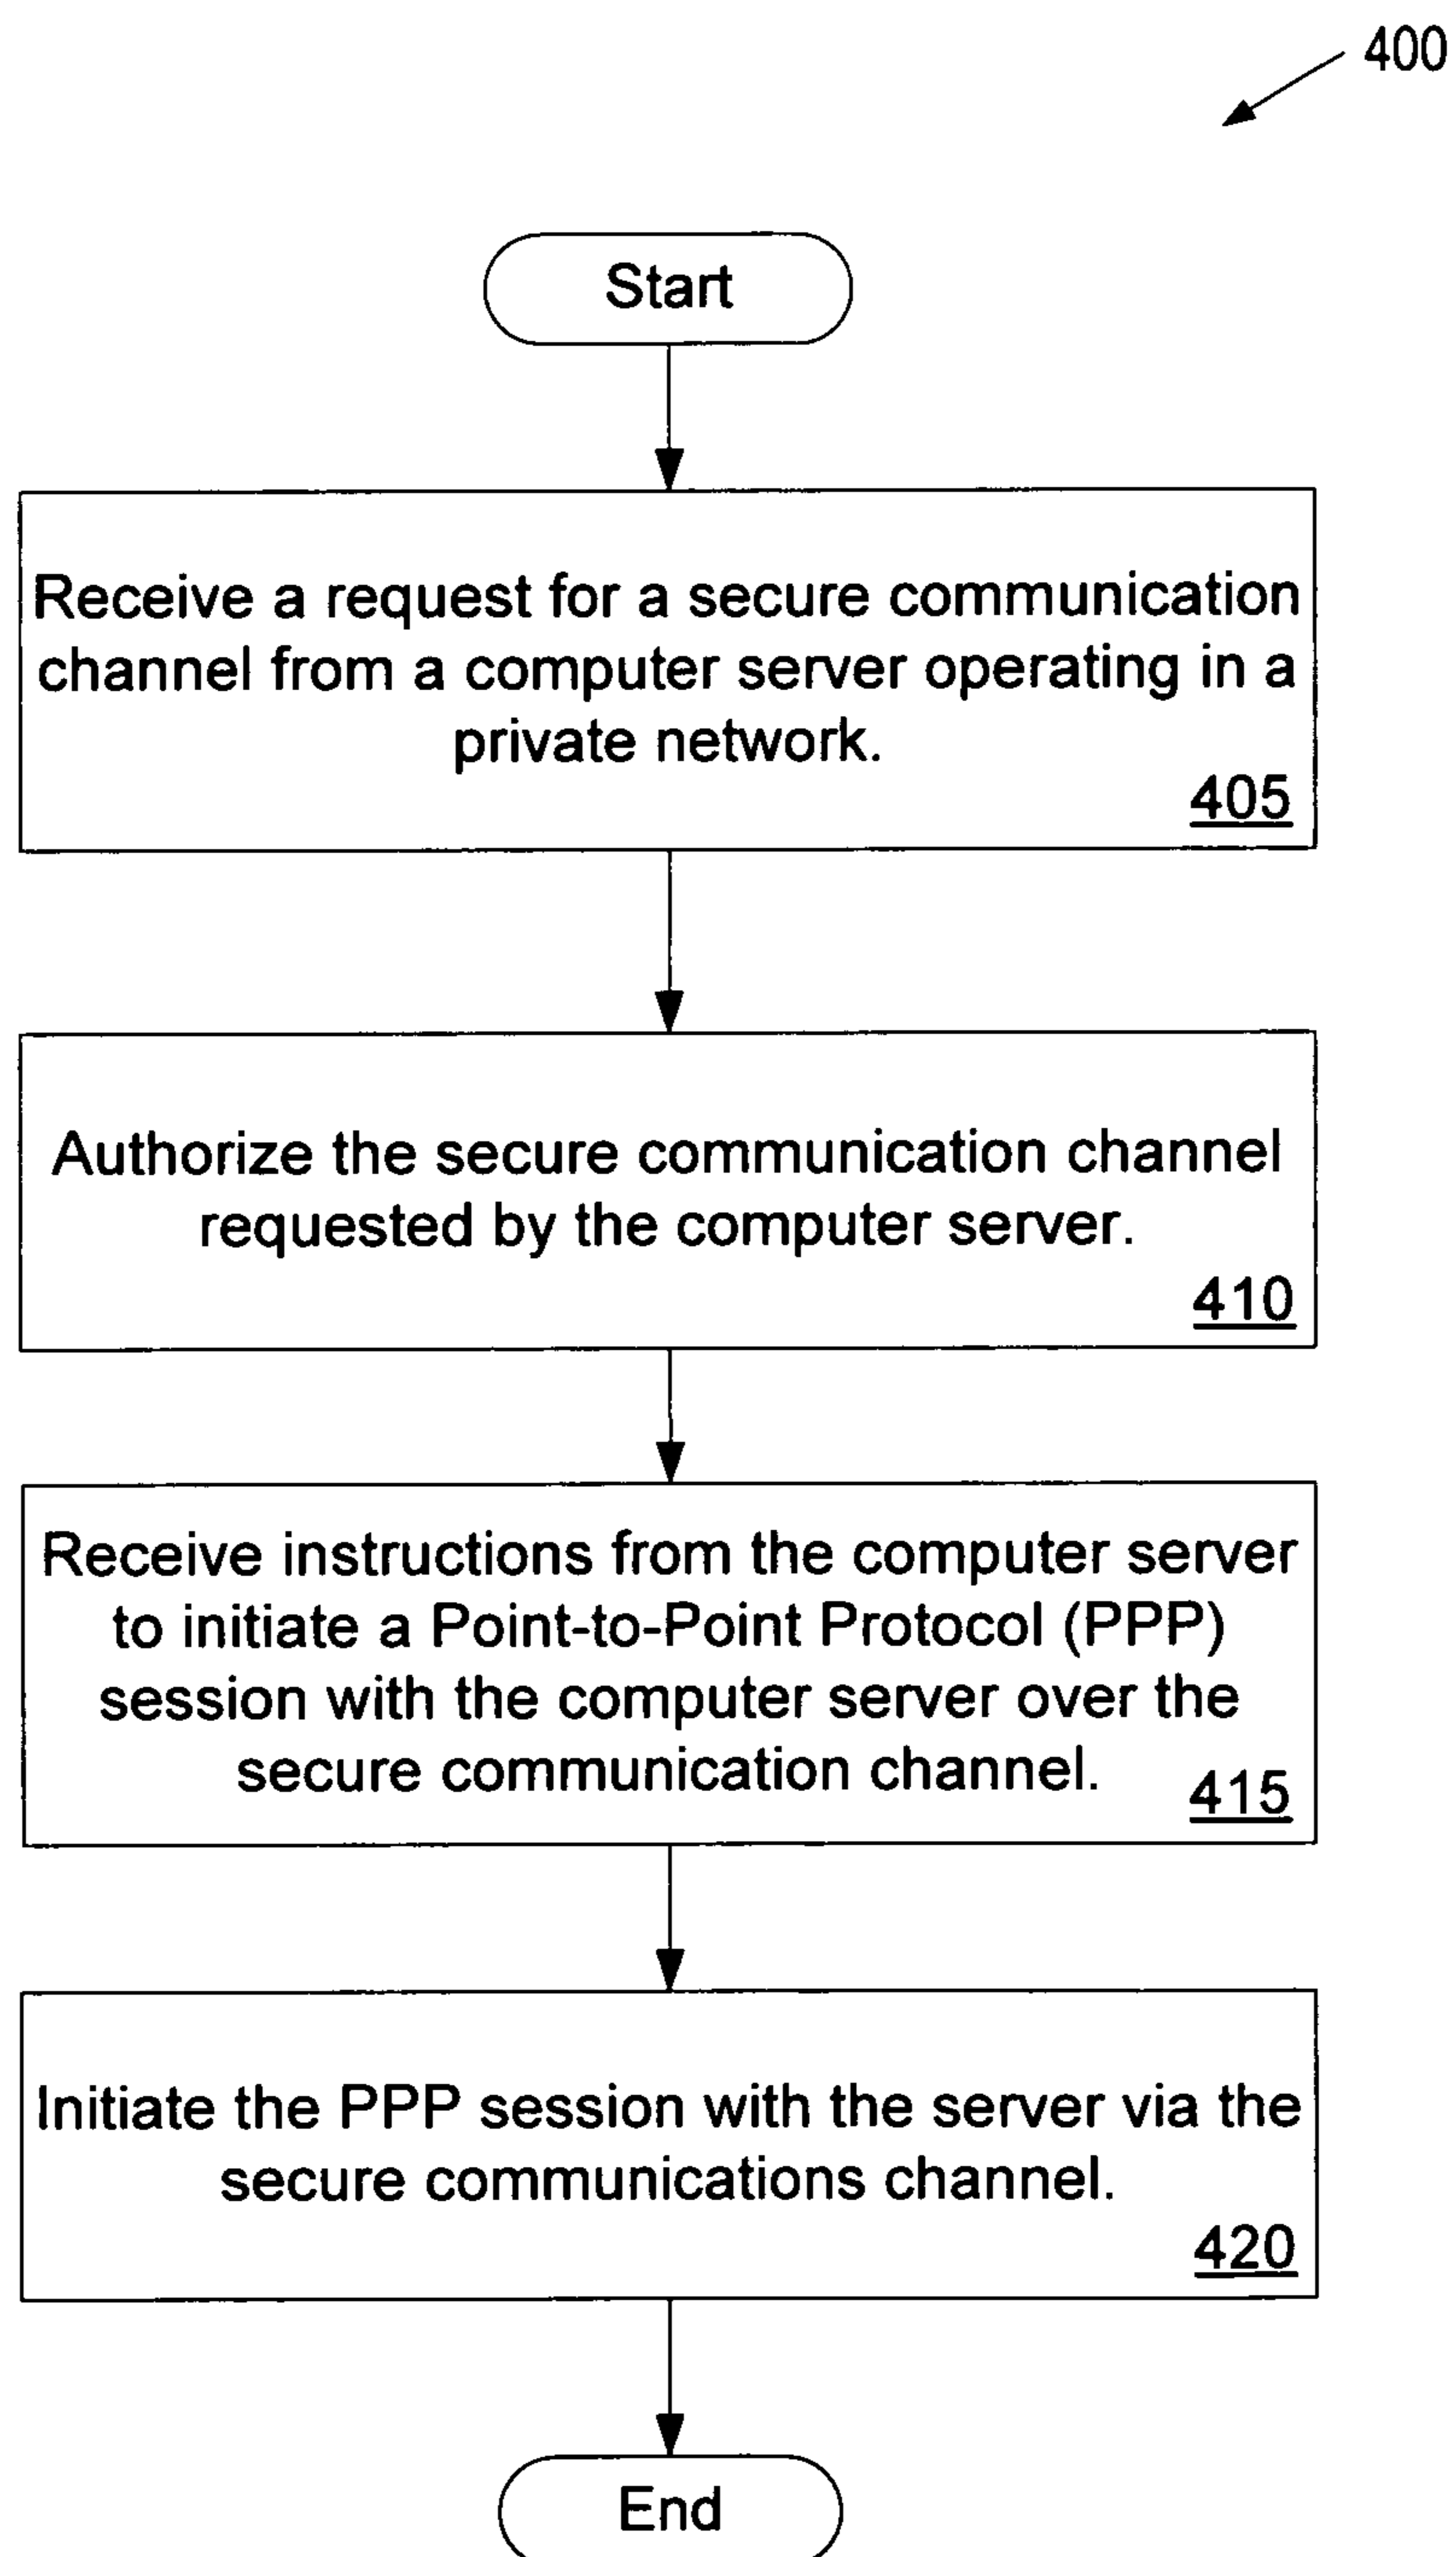 400
Start
Receive a request for a secure communication
channel from a computer server operating in a
private network.
405
Authorize the secure communication channel
requested by the computer server.
410
Receive instructions from the computer server
to initiate a Point-to-Point Protocol (PPP)
session with the computer server over the
secure communication channel.
415
Initiate the PPP session with the server via the
secure communications channel.
420
End